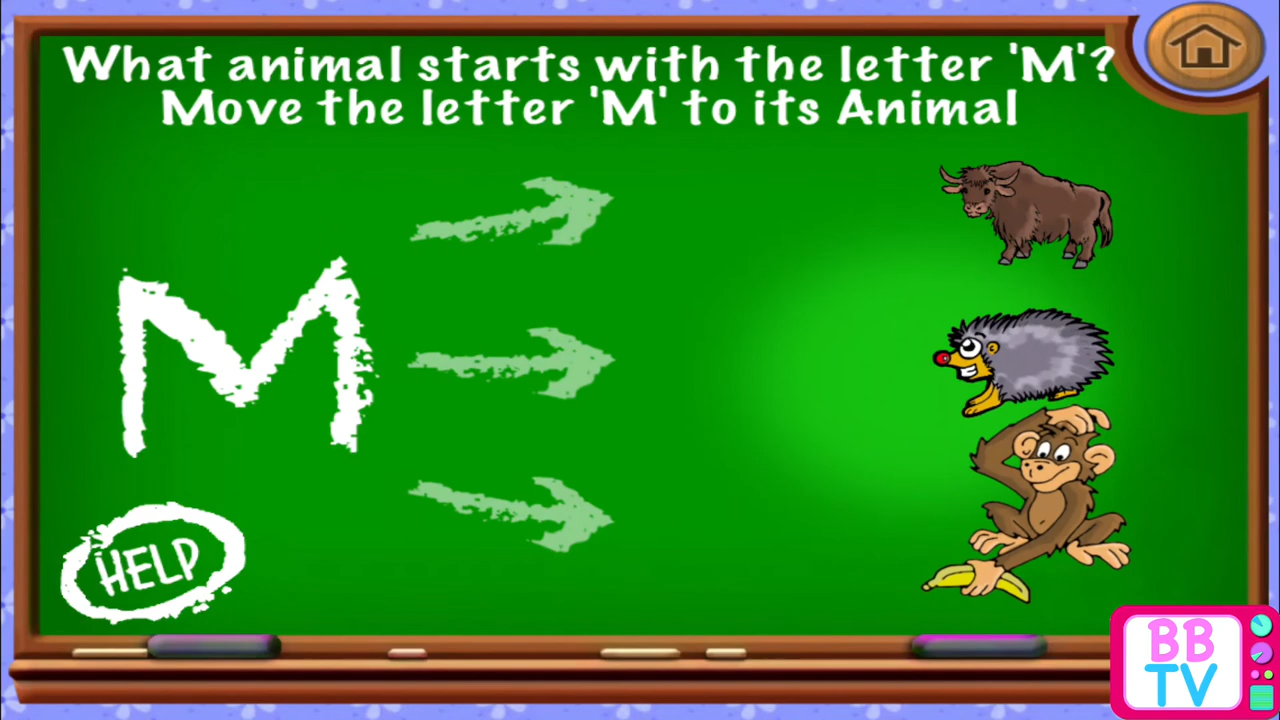 What animal starts with the letter 'M'?
Move the letter 'M' to its Animal
M
HELP
BB
TV